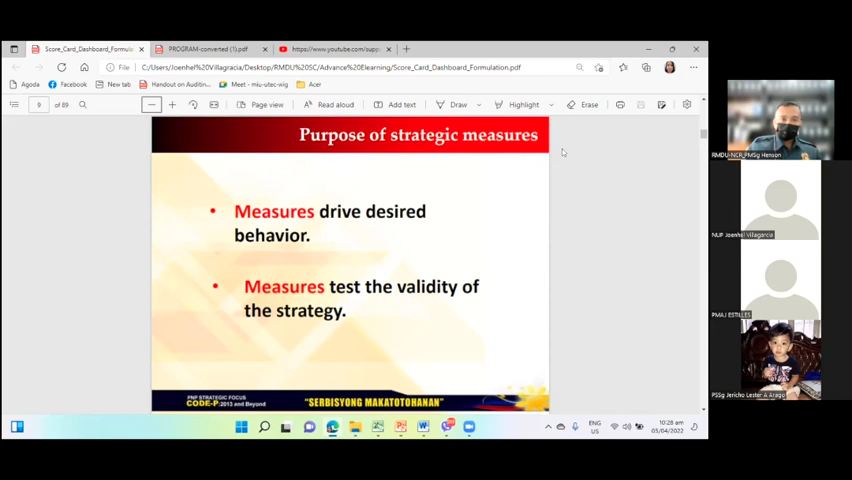 Score_Card_Dashboard_Formula
PROGRAM-converted (1).pdf
https://www.youtube.com/supp
File
C:/Users/Joenhel%20Villagracia/Desktop/RMDU%20SC/Advance%20Elearning/Score_Card_Dashboard_Formulation.pdf
Agoda
Facebook
New tab
Handout on Auditin...
Meet - miu-utec-wig
Acer
9 of 89
Page view
Read aloud
Add text
Draw
Highlight
Erase
Purpose of strategic measures
• Measures drive desired
behavior.
• Measures test the validity of
the strategy.
PNP STRATEGIC FOCUS
CODE-P: 2013 and Beyond
"SERBISYONG MAKATOTOHANAN"
ENG
US
10:28 am
05/04/2022
RMDU-NCR_PMSg Henson
NUP Joenhel Villagarcia
PMAJ ESTILLES
PSSg Jericho Lester A Arago